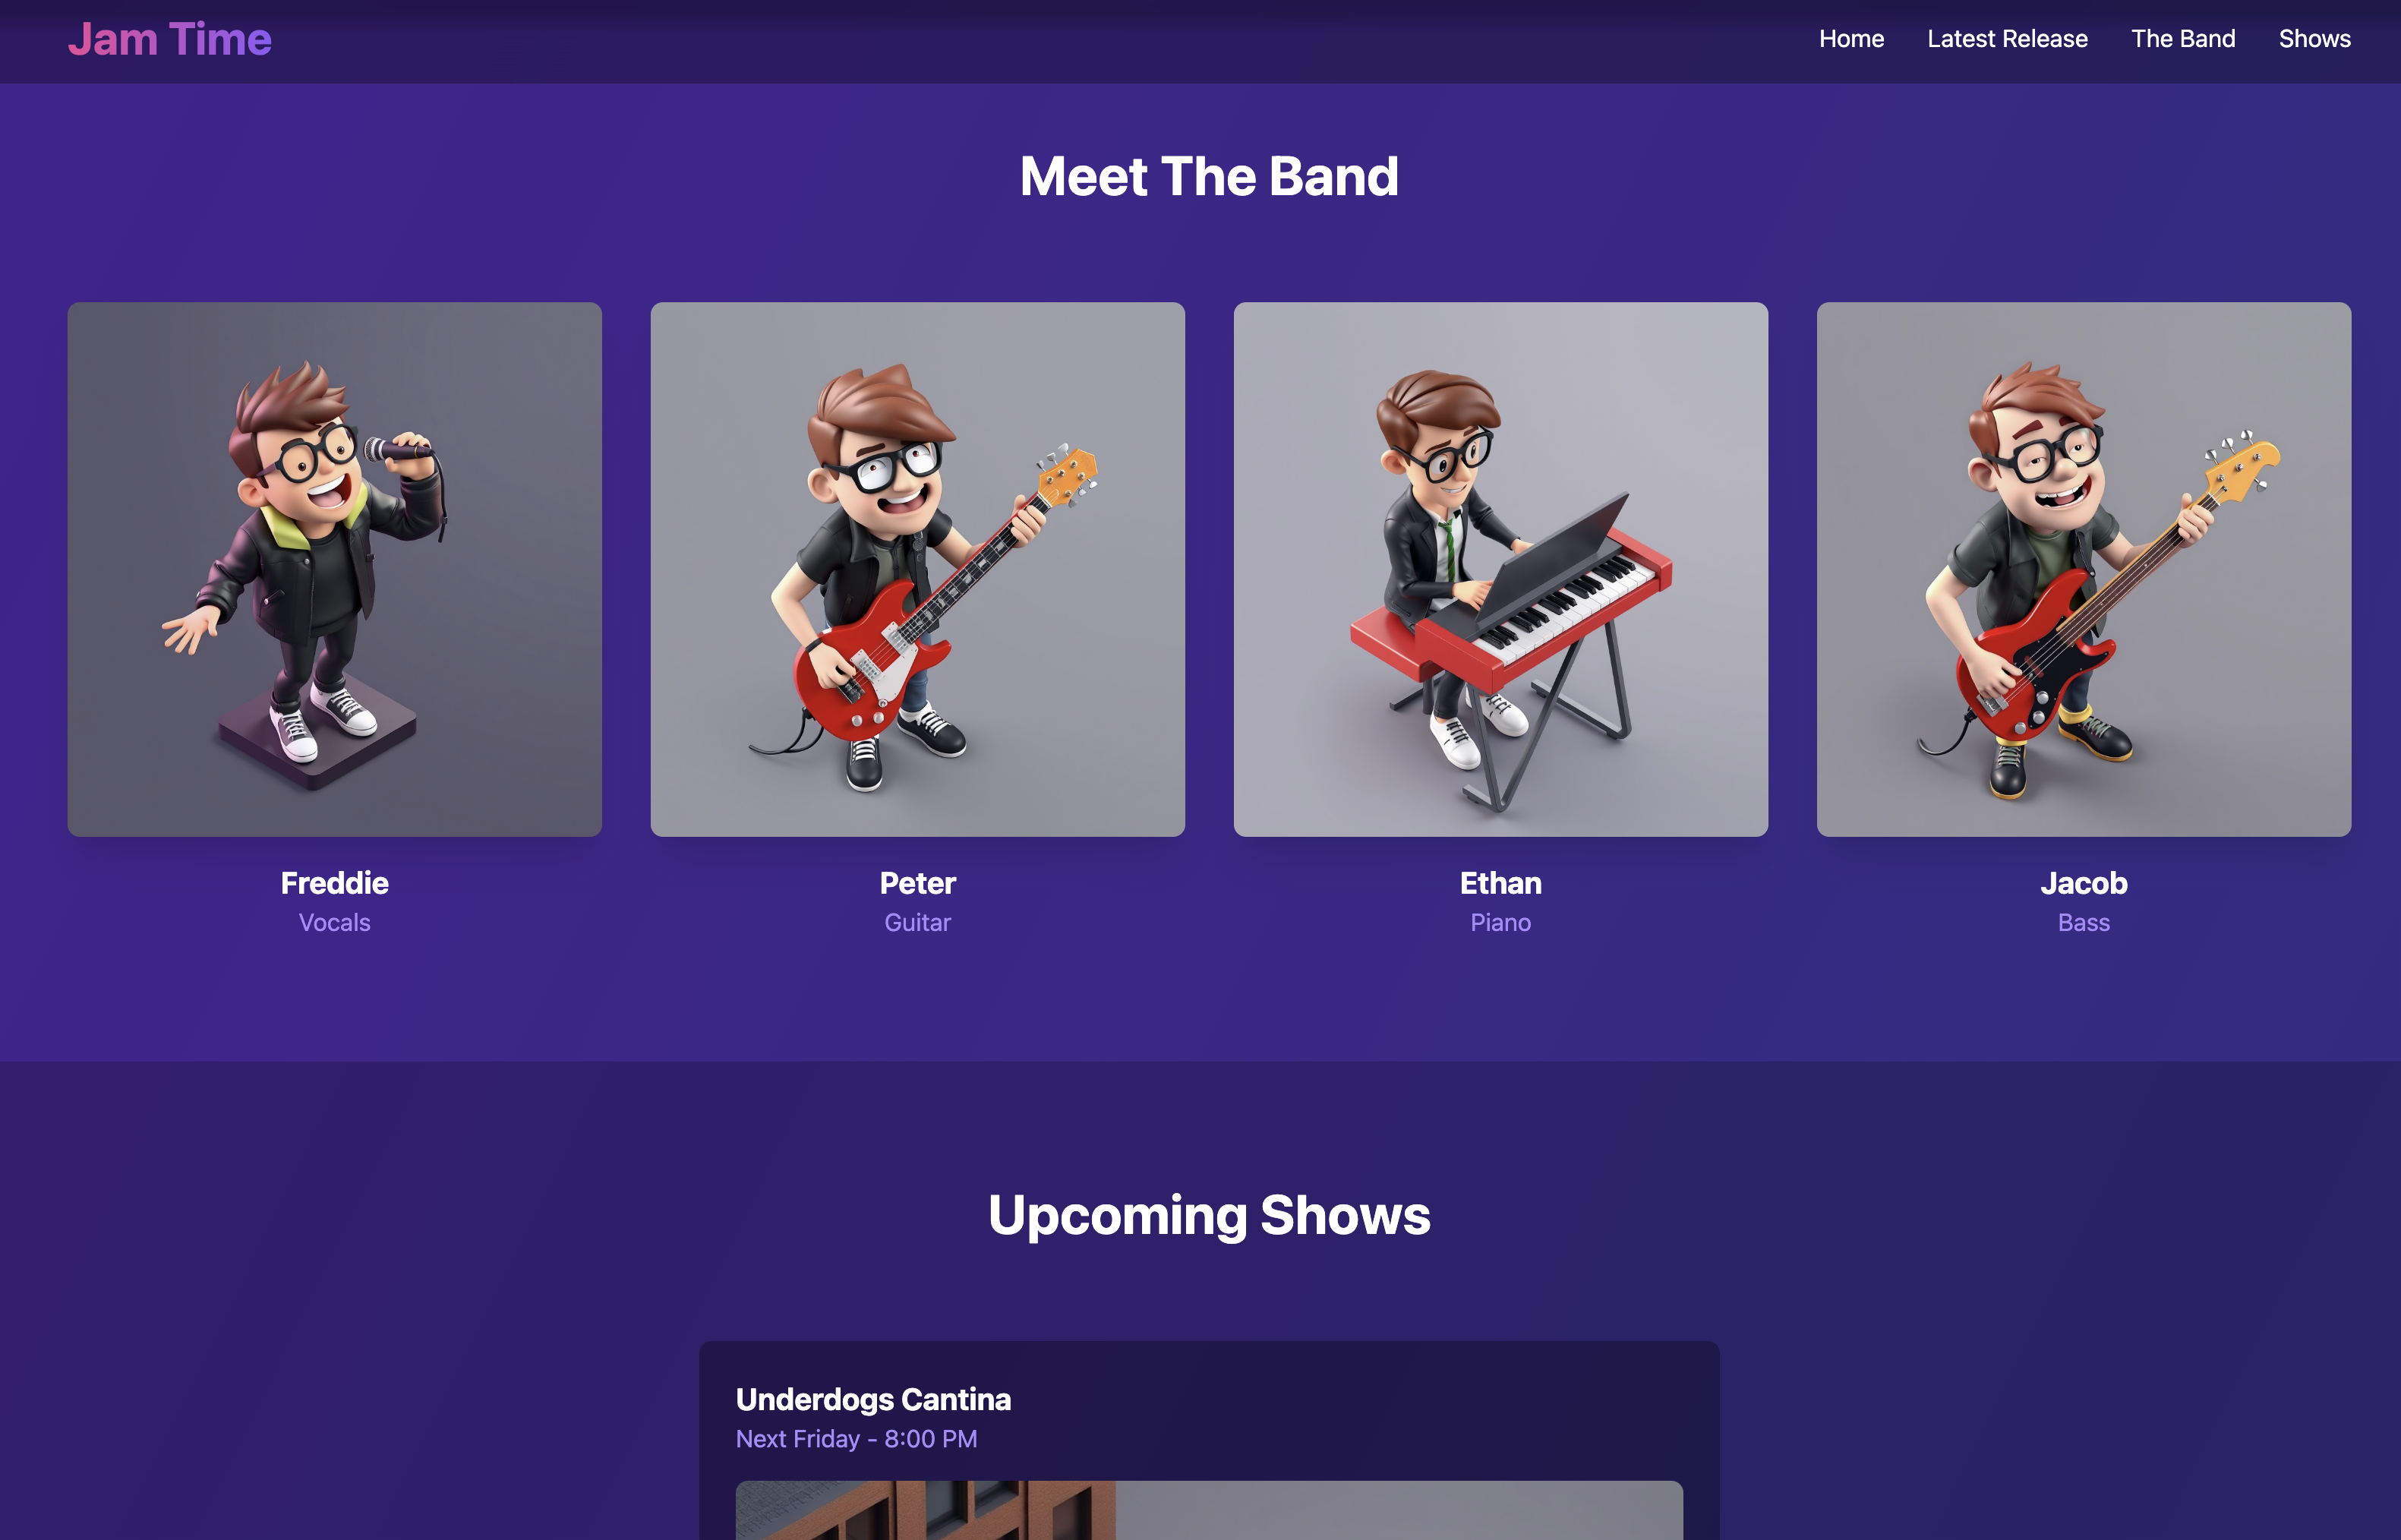 Jam Time
Home Latest Release The Band Shows
Meet The Band
Freddie
Vocals
Peter
Guitar
Ethan
Piano
Jacob
Bass
Upcoming Shows
Underdogs Cantina
Next Friday - 8:00 PM